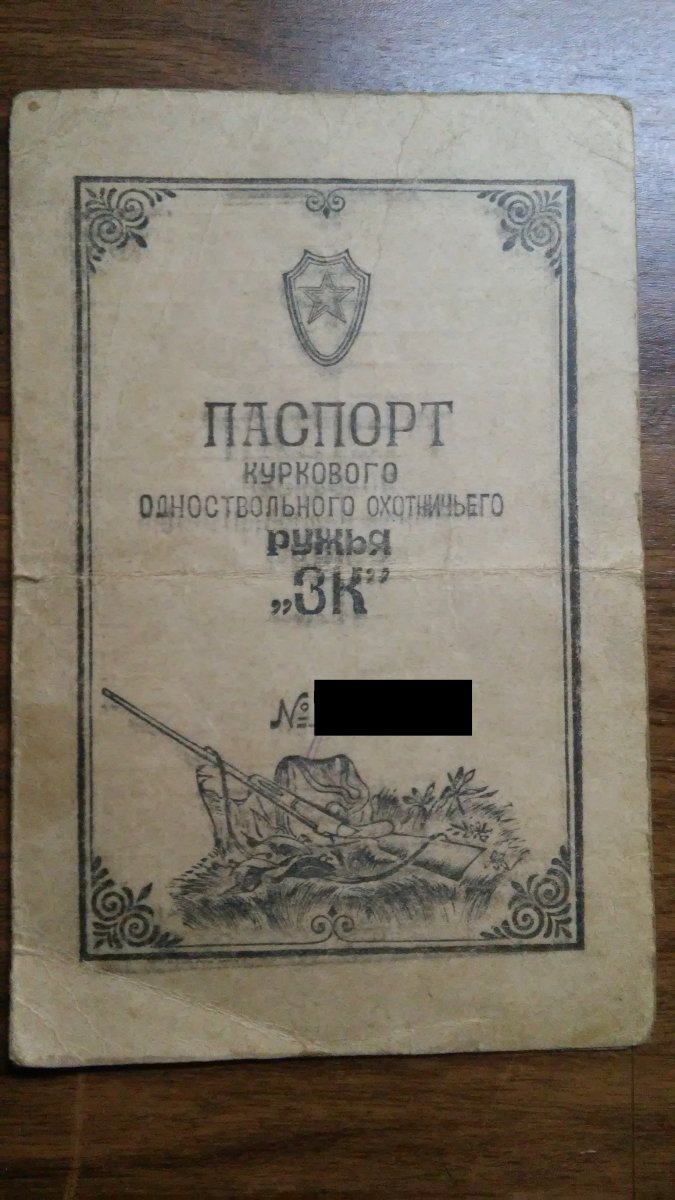 ПАСПОРТ
КУРКОВОГО
ОДНОСТВОЛЬНОГО ОХОТНИЧЬЕГО
РУЖЬЯ
„ЗК”
№